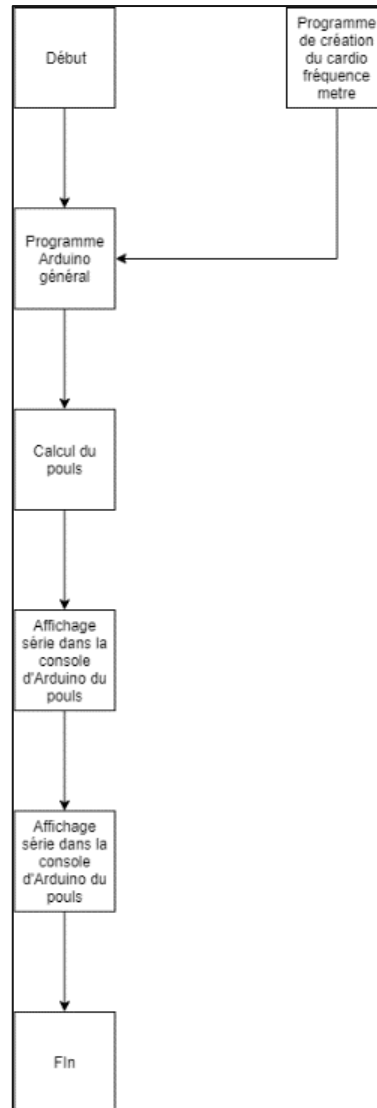 Début
Programme
de création
du cardio
fréquence
metre
Programme
Arduino
général
Calcul du
pouls
Affichage
série dans la
console
d'Arduino du
pouls
Affichage
série dans la
console
d'Arduino du
pouls
FIn